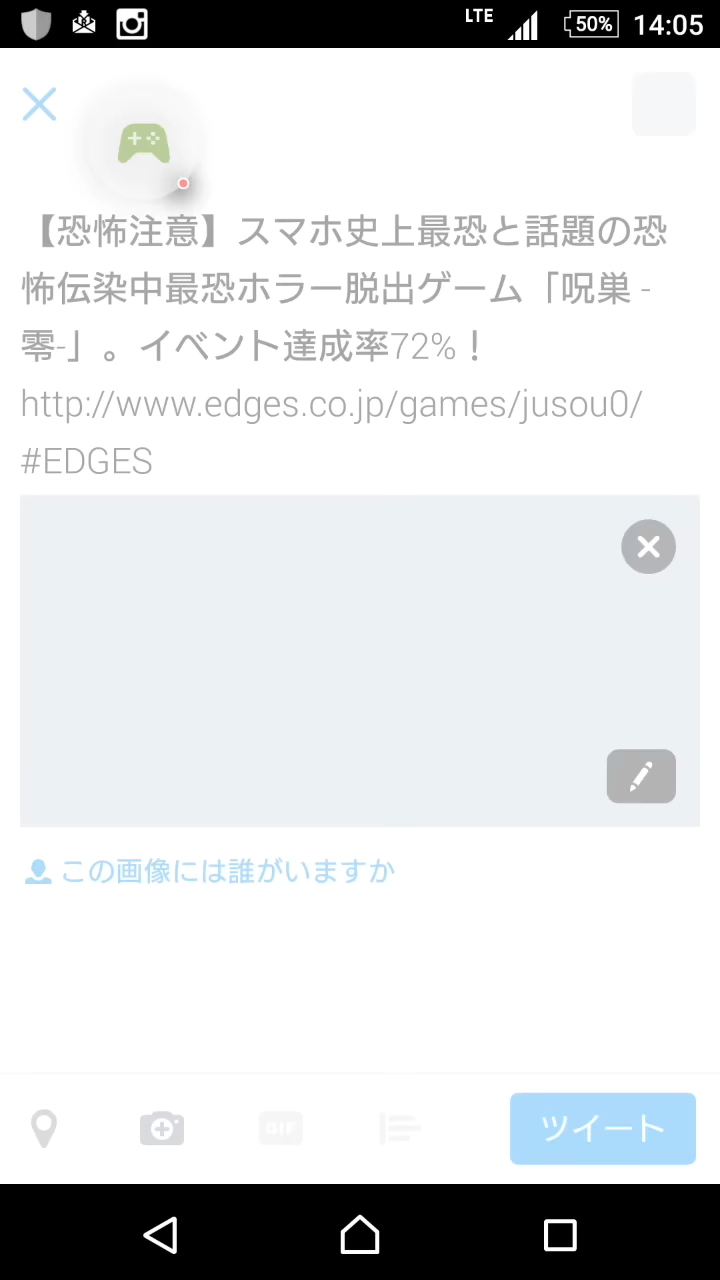 LTE 50% 14:05
【恐怖注意】スマホ史上最恐と話題の恐
怖伝染中最恐ホラー脱出ゲーム「呪巣 -
零-」。イベント達成率72%！
http://www.edges.co.jp/games/jusou0/
#EDGES
この画像には誰がいますか
GIF
ツイート